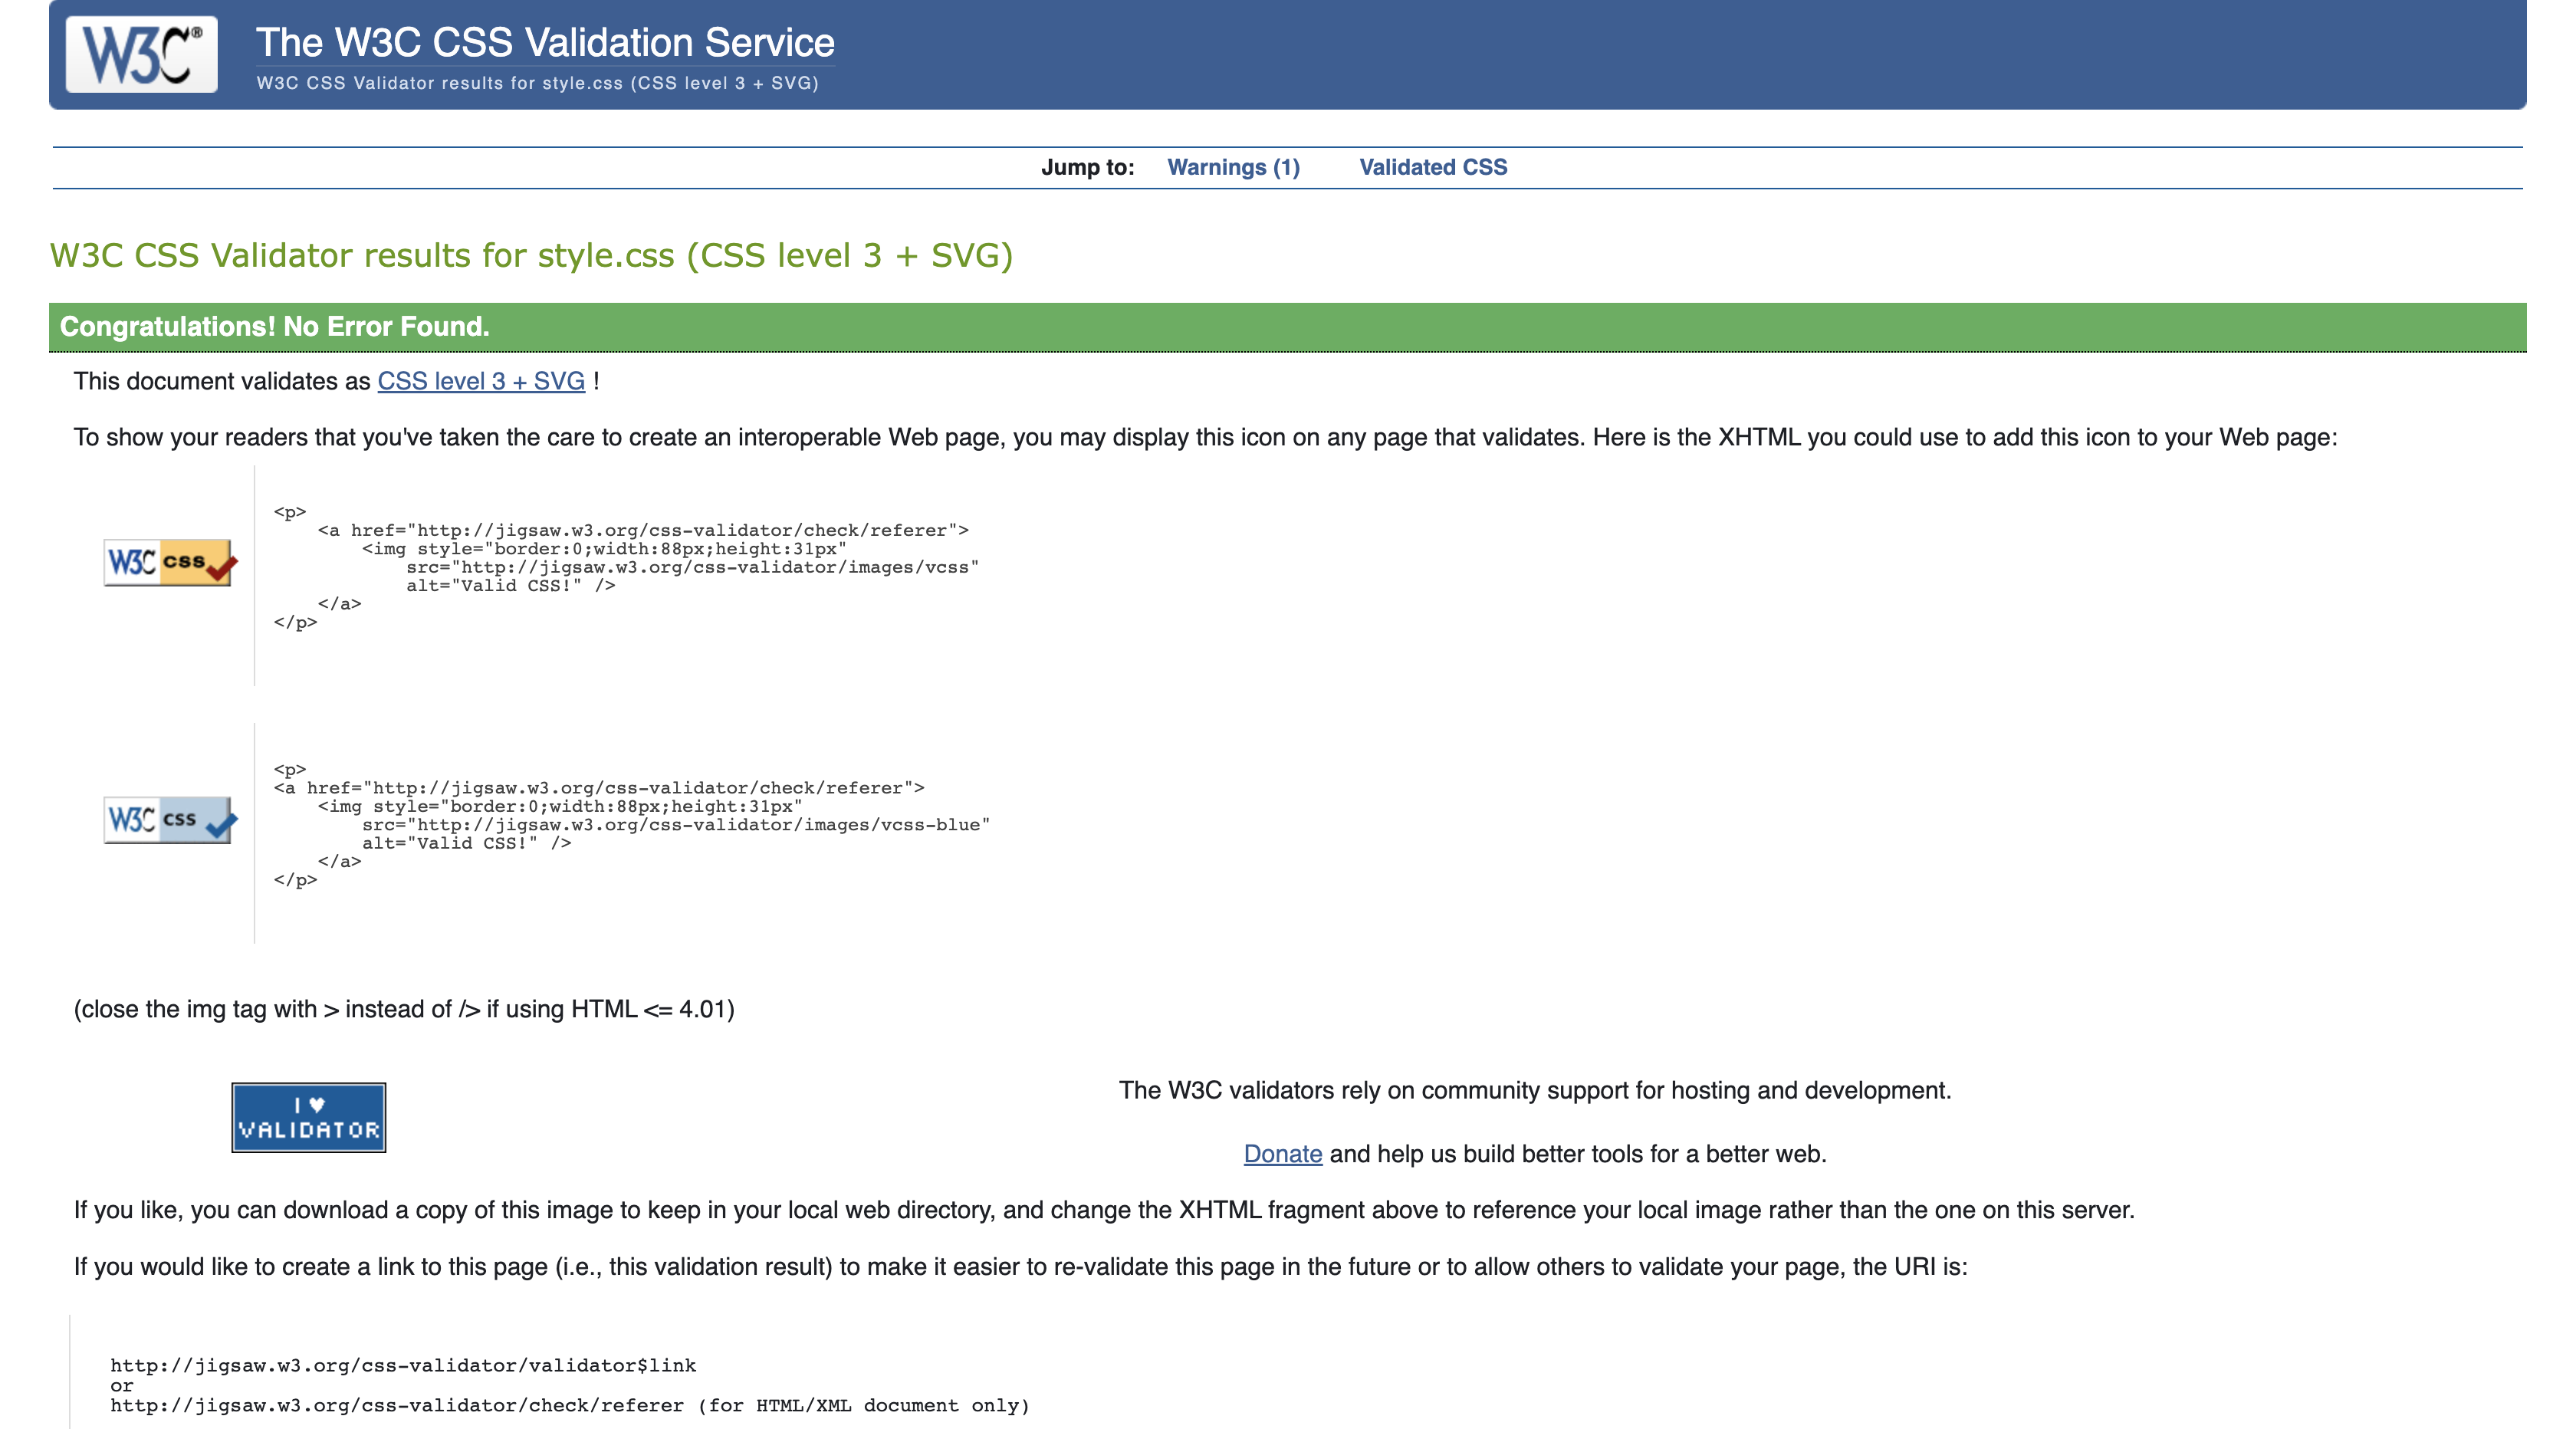 W3C®
The W3C CSS Validation Service
W3C CSS Validator results for style.css (CSS level 3 + SVG)
Jump to: Warnings (1) Validated CSS
W3C CSS Validator results for style.css (CSS level 3 + SVG)
Congratulations! No Error Found.
This document validates as CSS level 3 + SVG !
To show your readers that you've taken the care to create an interoperable Web page, you may display this icon on any page that validates. Here is the XHTML you could use to add this icon to your Web page:
W3C css
<p>
    <a href="http://jigsaw.w3.org/css-validator/check/referer">
        <img style="border:0;width:88px;height:31px"
            src="http://jigsaw.w3.org/css-validator/images/vcss"
            alt="Valid CSS!" />
    </a>
</p>
W3C css
<p>
<a href="http://jigsaw.w3.org/css-validator/check/referer">
    <img style="border:0;width:88px;height:31px"
        src="http://jigsaw.w3.org/css-validator/images/vcss-blue"
        alt="Valid CSS!" />
    </a>
</p>
(close the img tag with > instead of /> if using HTML <= 4.01)
I ♥
VALIDATOR
The W3C validators rely on community support for hosting and development.
Donate and help us build better tools for a better web.
If you like, you can download a copy of this image to keep in your local web directory, and change the XHTML fragment above to reference your local image rather than the one on this server.
If you would like to create a link to this page (i.e., this validation result) to make it easier to re-validate this page in the future or to allow others to validate your page, the URI is:
http://jigsaw.w3.org/css-validator/validator$link
or
http://jigsaw.w3.org/css-validator/check/referer (for HTML/XML document only)